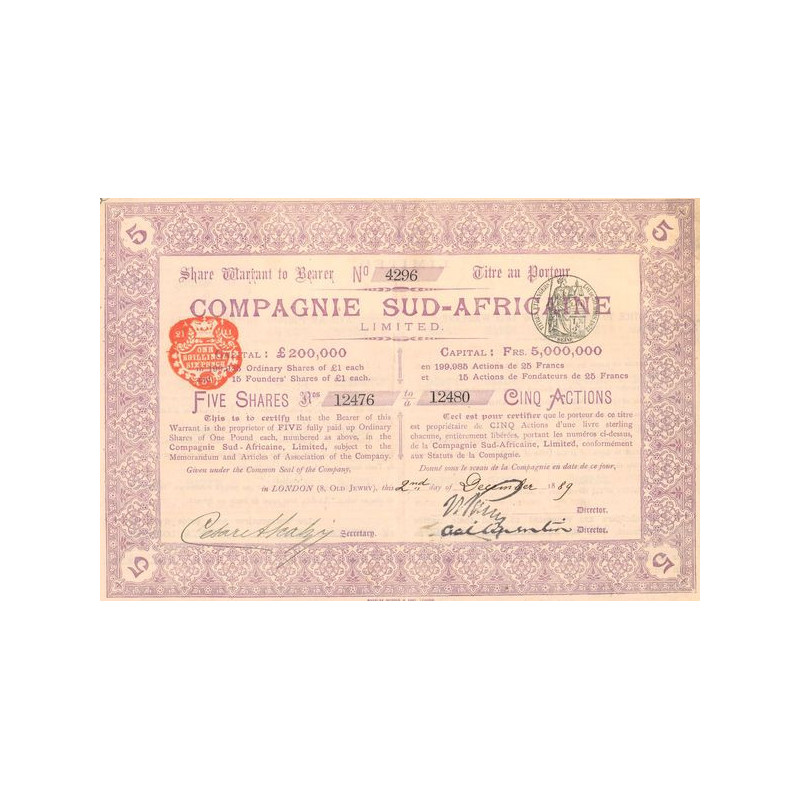 5 5
Share Warrant to Bearer No 4296 Titre au Porteur
COMPAGNIE SUD-AFRICAINE
LIMITED.
ONE
SHILLING
SIX PENCE
CAPITAL: £200,000
Ordinary Shares of £1 each
15 Founders' Shares of £1 each.
CAPITAL: FRS. 5,000,000
en 199,985 Actions de 25 Francs
et 15 Actions de Fondateurs de 25 Francs
FIVE SHARES Nos 12476 to/a 12480 CINQ ACTIONS
This is to certify that the Bearer of this
Warrant is the proprietor of FIVE fully paid up Ordinary
Shares of One Pound each, numbered as above, in the
Compagnie Sud-Africaine, Limited, subject to the
Memorandum and Articles of Association of the Company.
Given under the Common Seal of the Company,
Ceci est pour certifier que le porteur de ce titre
est propriétaire de CINQ Actions d'une livre sterling
chacune, entièrement libérées, portant les numéros ci-dessus,
de la Compagnie Sud-Africaine, Limited, conformément
aux Statuts de la Compagnie.
Donné sous le sceau de la Compagnie en date de ce jour,
in LONDON (8, OLD JEWRY), this 2nd day of December 1889
Director.
Secretary. Director.
5 5